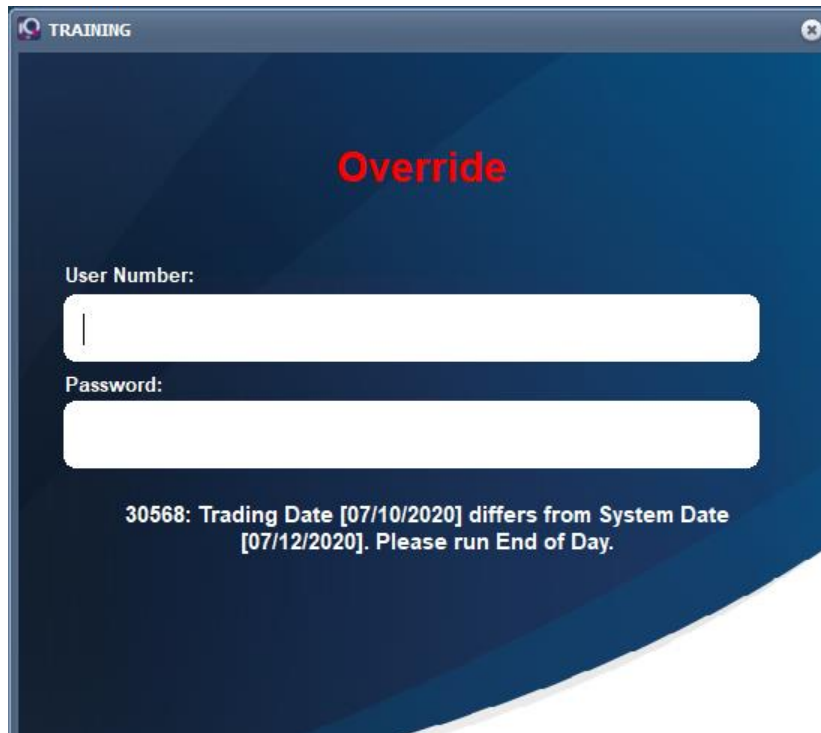 TRAINING
Override
User Number:
Password:
30568: Trading Date [07/10/2020] differs from System Date
[07/12/2020]. Please run End of Day.